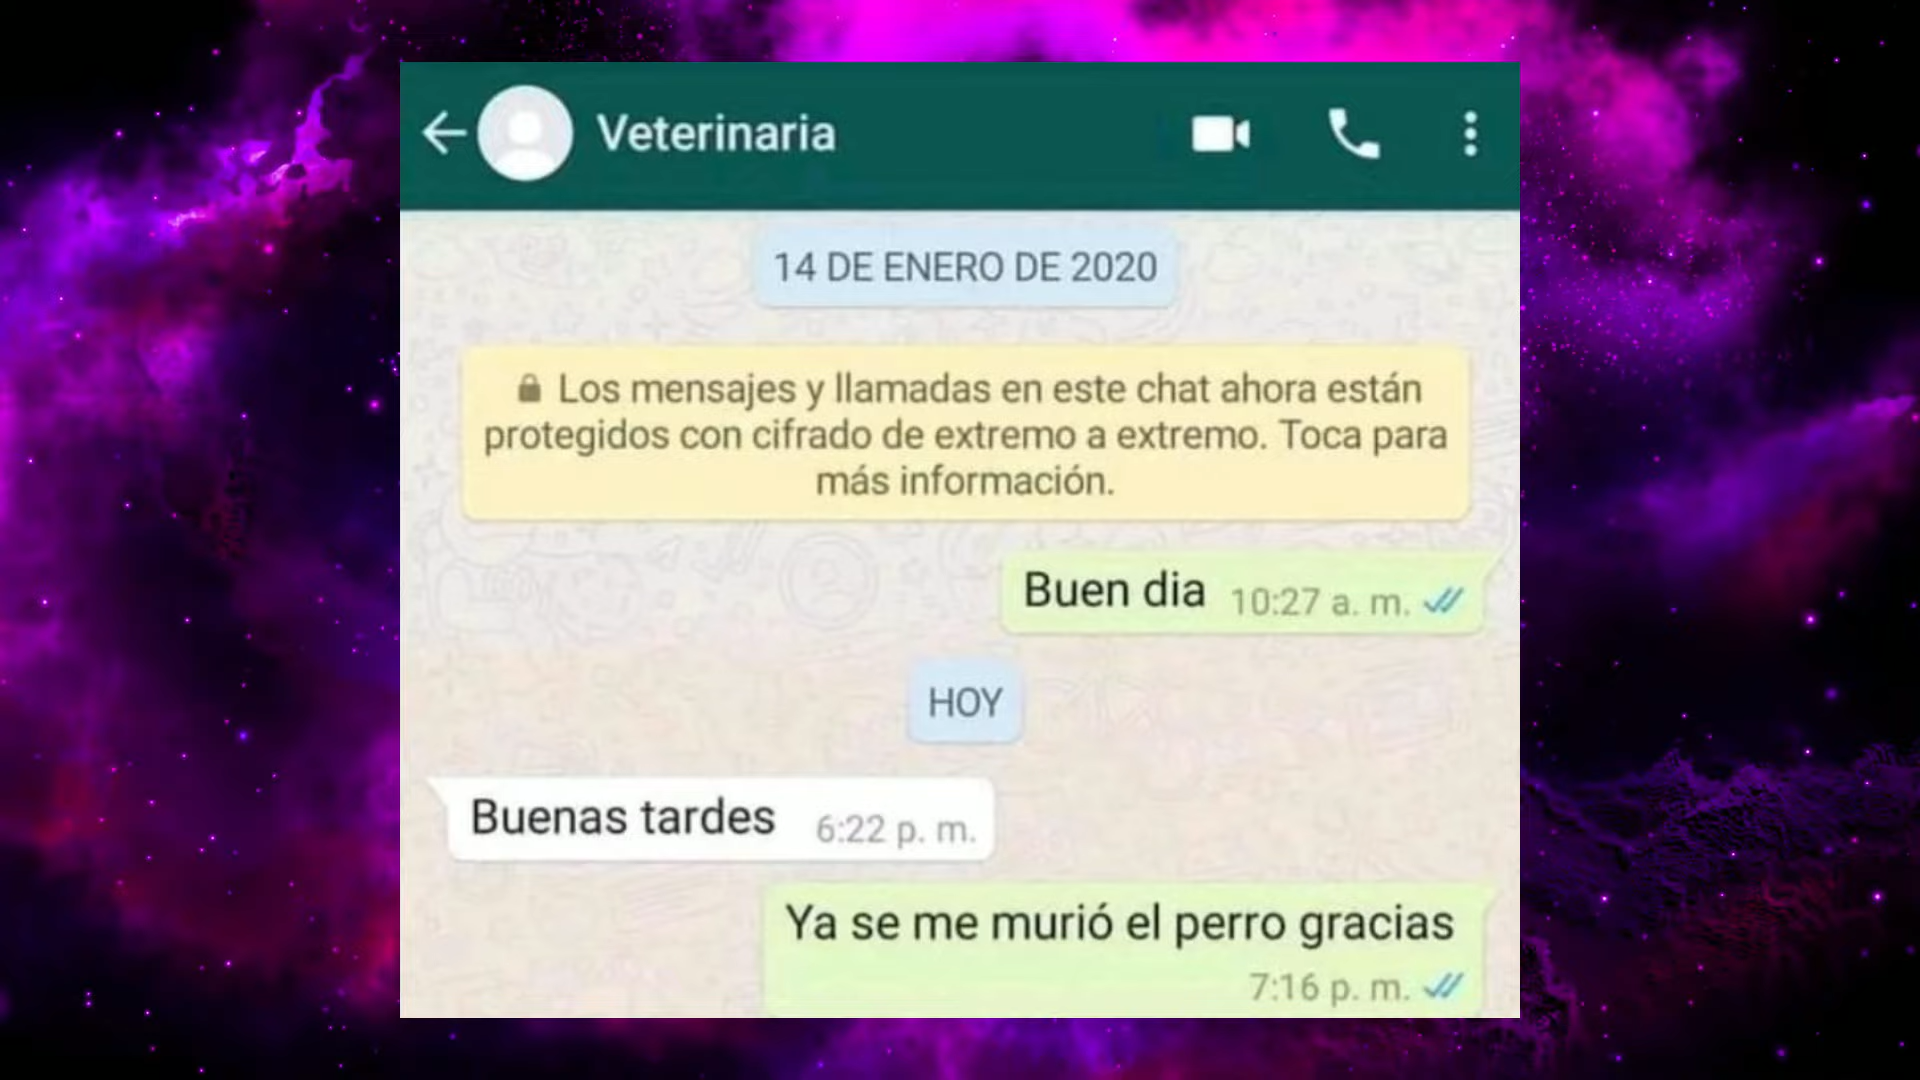 Veterinaria
14 DE ENERO DE 2020
Los mensajes y llamadas en este chat ahora están
protegidos con cifrado de extremo a extremo. Toca para
más información.
Buen dia 10:27 a. m.
HOY
Buenas tardes 6:22 p. m.
Ya se me murió el perro gracias
7:16 p. m.